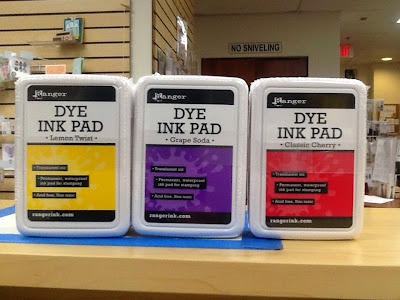 NO SNIVELING
EXIT
Ranger
DYE
INK PAD
• Lemon Twist •
• Translucent ink
• Permanent, waterproof
ink pad for stamping
• Acid free, Non toxic
rangerink.com
Ranger
DYE
INK PAD
• Grape Soda •
• Translucent ink
• Permanent, waterproof
ink pad for stamping
• Acid free, Non toxic
rangerink.com
Ranger
DYE
INK PAD
• Classic Cherry •
• Translucent ink
• Permanent, waterproof
ink pad for stamping
• Acid free, Non toxic
rangerink.com